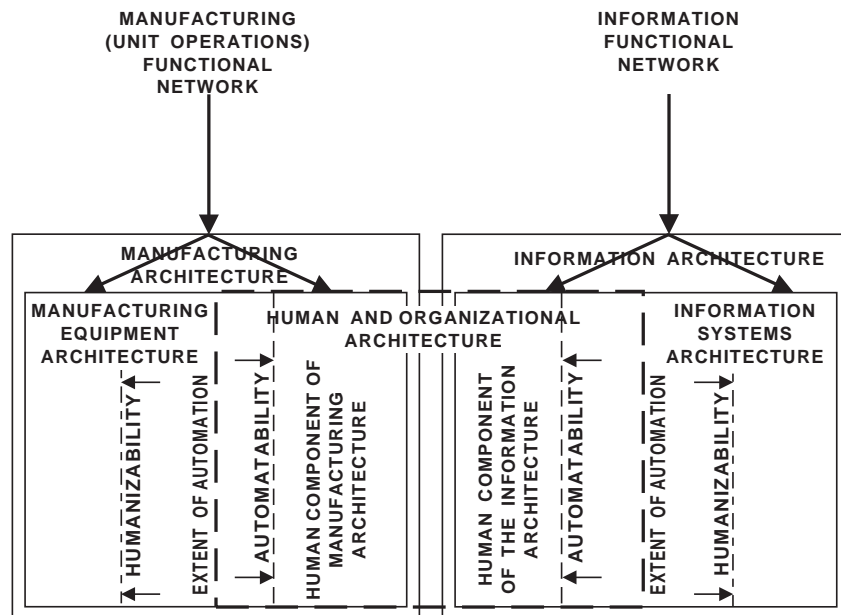 MANUFACTURING
(UNIT OPERATIONS)
FUNCTIONAL
NETWORK
INFORMATION
FUNCTIONAL
NETWORK
MANUFACTURING
ARCHITECTURE
INFORMATION ARCHITECTURE
MANUFACTURING
EQUIPMENT
ARCHITECTURE
HUMAN AND ORGANIZATIONAL
ARCHITECTURE
INFORMATION
SYSTEMS
ARCHITECTURE
HUMANIZABILITY
EXTENT OF AUTOMATION
AUTOMATABILITY
HUMAN COMPONENT OF
MANUFACTURING
ARCHITECTURE
HUMAN COMPONENT
OF THE INFORMATION
ARCHITECTURE
AUTOMATABILITY
EXTENT OF AUTOMATION
HUMANIZABILITY